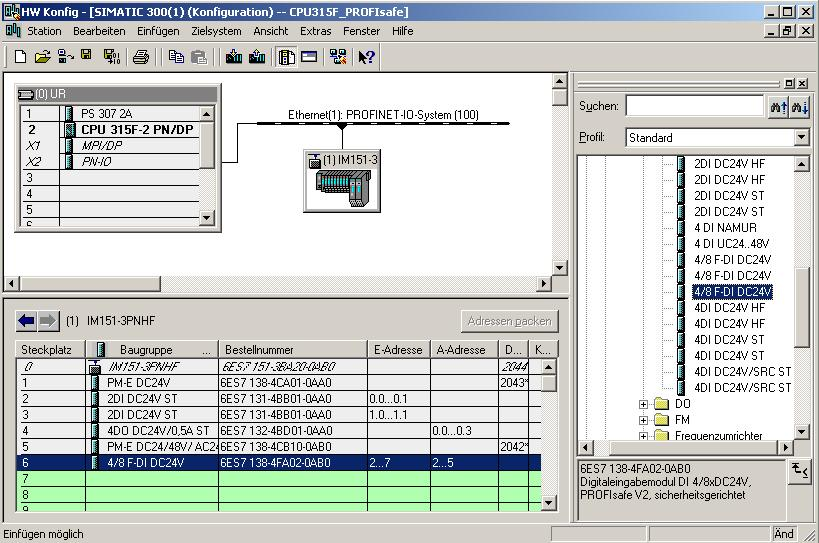 HW Konfig - [SIMATIC 300(1) (Konfiguration) -- CPU315F_PROFIsafe]
Station Bearbeiten Einfügen Zielsystem Ansicht Extras Fenster Hilfe
(0) UR
1 PS 307 2A
2 CPU 315F-2 PN/DP
X1 MPI/DP
X2 PN-IO
3
4
5
6
Ethernet(1): PROFINET-IO-System (100)
(1) IM151-3
Suchen:
Profil: Standard
2DI DC24V HF
2DI DC24V HF
2DI DC24V ST
2DI DC24V ST
4 DI NAMUR
4 DI UC24..48V
4/8 F-DI DC24V
4/8 F-DI DC24V
4/8 F-DI DC24V
4DI DC24V HF
4DI DC24V HF
4DI DC24V ST
4DI DC24V ST
4DI DC24V/SRC ST
4DI DC24V/SRC ST
DO
FM
Frequenzumrichter
6ES7 138-4FA02-0AB0
Digitaleingabemodul DI 4/8xDC24V,
PROFIsafe V2, sicherheitsgerichtet
(1) IM151-3PNHF
Adressen packen
Steckplatz Baugruppe ... Bestellnummer E-Adresse A-Adresse D... K...
0 IM151-3PNHF 6ES7 151-3BA20-0AB0 2044
1 PM-E DC24V 6ES7 138-4CA01-0AA0 2043*
2 2DI DC24V ST 6ES7 131-4BB01-0AA0 0.0...0.1
3 2DI DC24V ST 6ES7 131-4BB01-0AA0 1.0...1.1
4 4DO DC24V/0,5A ST 6ES7 132-4BD01-0AA0 0.0...0.3
5 PM-E DC24/48V/ AC24 6ES7 138-4CB10-0AB0 2042*
6 4/8 F-DI DC24V 6ES7 138-4FA02-0AB0 2...7 2...5
7
8
9
Einfügen möglich
Änd